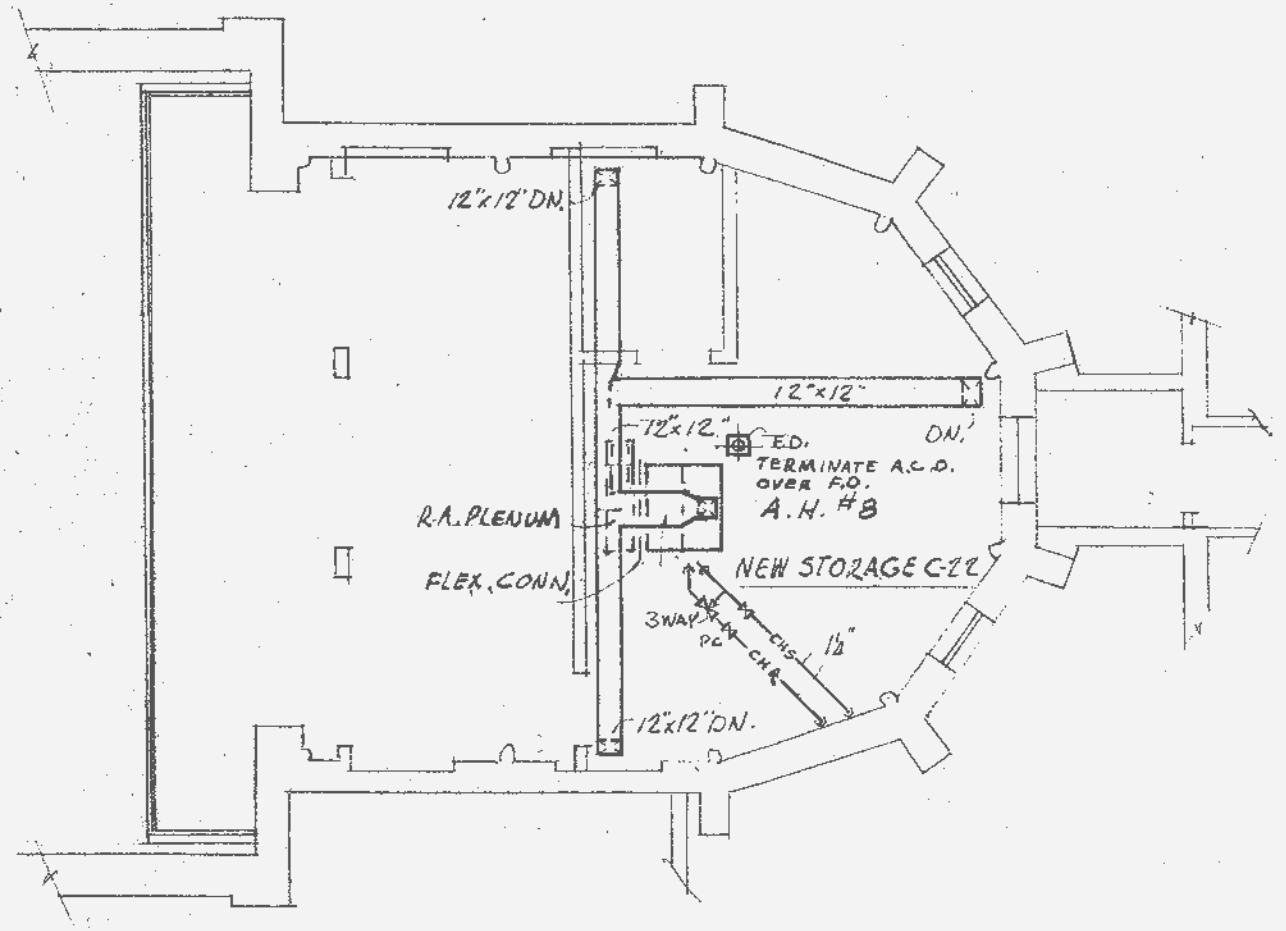 12"x12" DN.
12"x12"
DN.
12"x12"
F.D.
TERMINATE A.C.D.
OVER F.D.
A.H. #8
R.A. PLENUM
FLEX. CONN.
NEW STORAGE C-22
3WAY
PC
CHS
CHR
1½"
12"x12" DN.